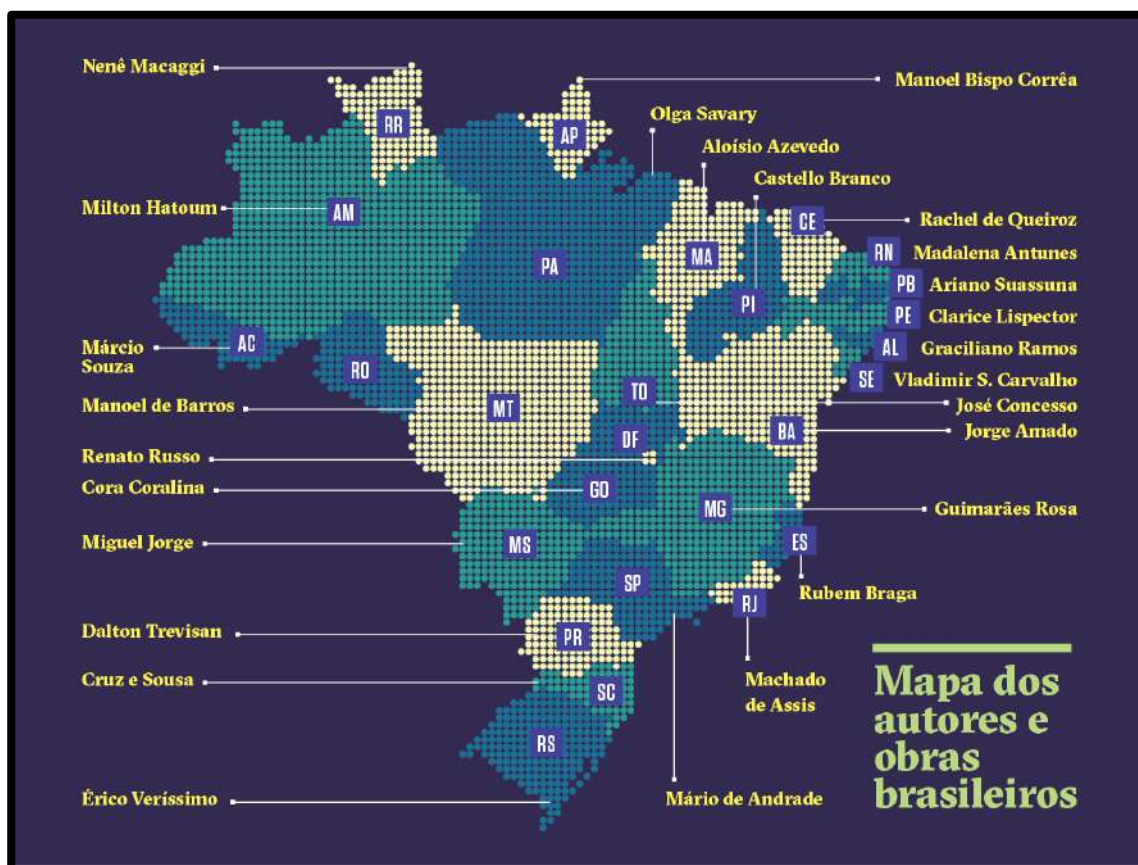 Nenê Macaggi
Manoel Bispo Corrêa
Olga Savary
RR
AP
Aloísio Azevedo
Castello Branco
Milton Hatoum
AM
CE
Rachel de Queiroz
MA
RN
Madalena Antunes
PA
PB
Ariano Suassuna
PI
PE
Clarice Lispector
Márcio
Souza
AC
AL
Graciliano Ramos
RO
SE
Vladimir S. Carvalho
TO
José Concesso
Manoel de Barros
MT
BA
Jorge Amado
DF
Renato Russo
Cora Coralina
GO
MG
Guimarães Rosa
Miguel Jorge
MS
ES
SP
Rubem Braga
RJ
Dalton Trevisan
PR
Cruz e Sousa
SC
Machado
de Assis
RS
Érico Veríssimo
Mário de Andrade
Mapa dos
autores e
obras
brasileiros